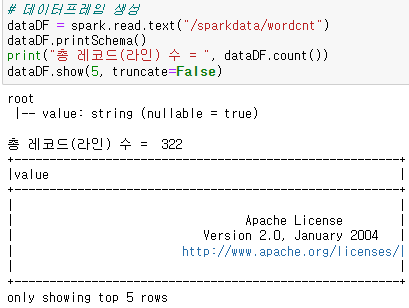 # 데이터프레임 생성
dataDF = spark.read.text("/sparkdata/wordcnt")
dataDF.printSchema()
print("총 레코드(라인) 수 = ", dataDF.count())
dataDF.show(5, truncate=False)
root
 |-- value: string (nullable = true)
총 레코드(라인) 수 =  322
+--------------------------------------------------+
|value
+--------------------------------------------------+
|                                                  |
|                                 Apache License   |
|                           Version 2.0, January 2004   |
|                        http://www.apache.org/licenses/|
|                                                  |
+--------------------------------------------------+
only showing top 5 rows